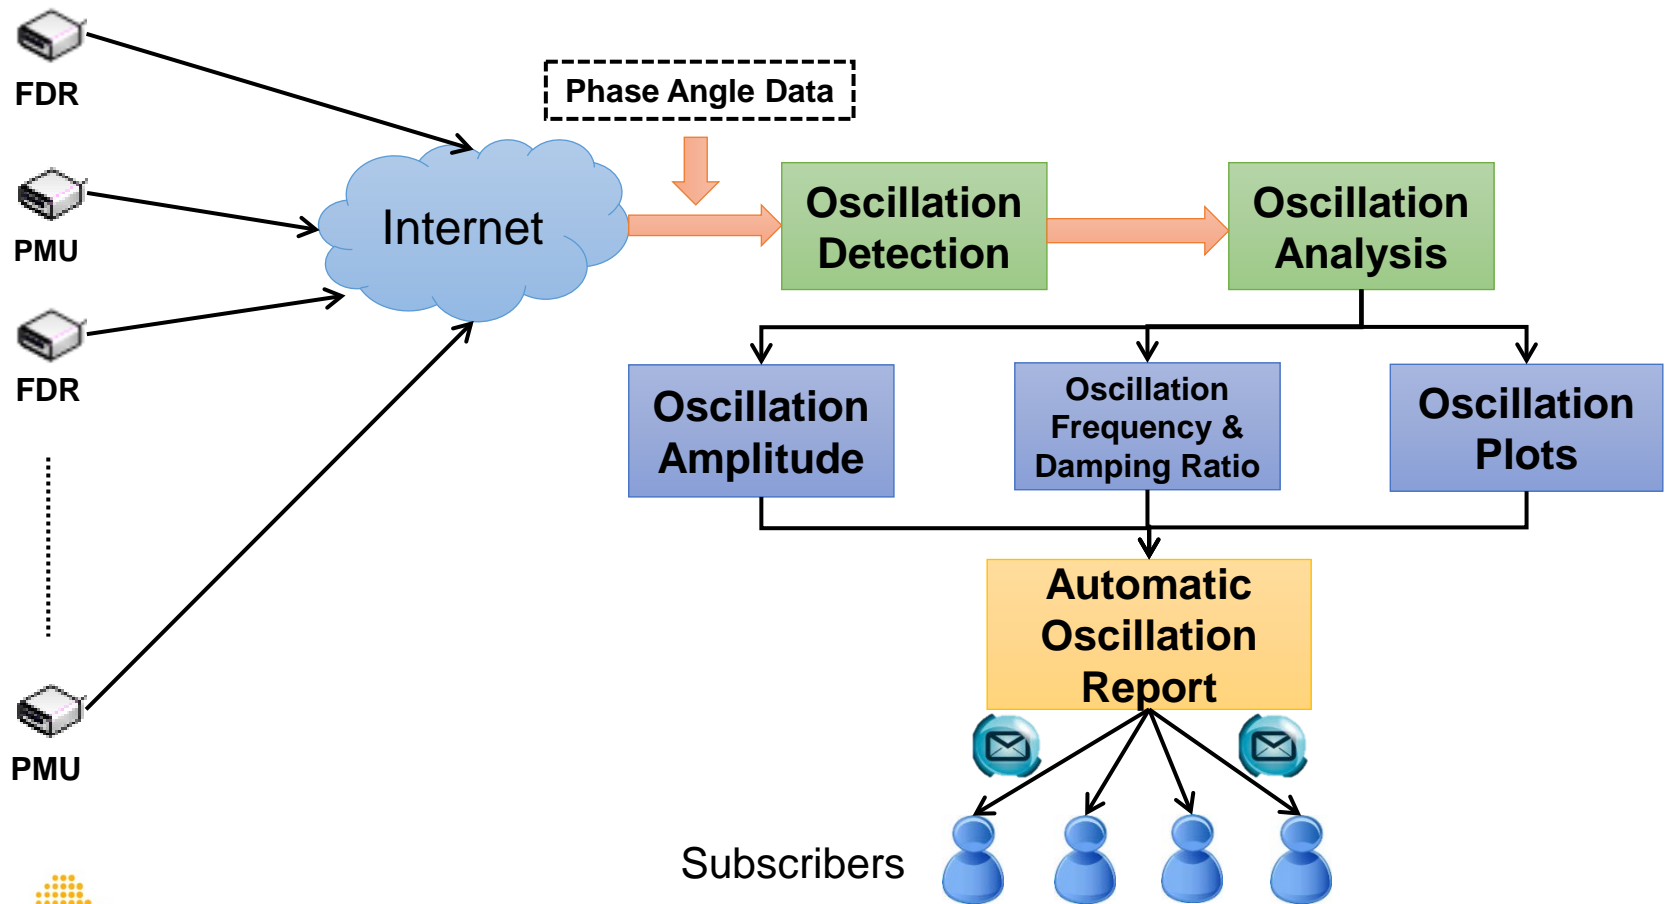 FDR
PMU
FDR
PMU
Internet
Phase Angle Data
Oscillation
Detection
Oscillation
Analysis
Oscillation
Amplitude
Oscillation
Frequency &
Damping Ratio
Oscillation
Plots
Automatic
Oscillation
Report
Subscribers